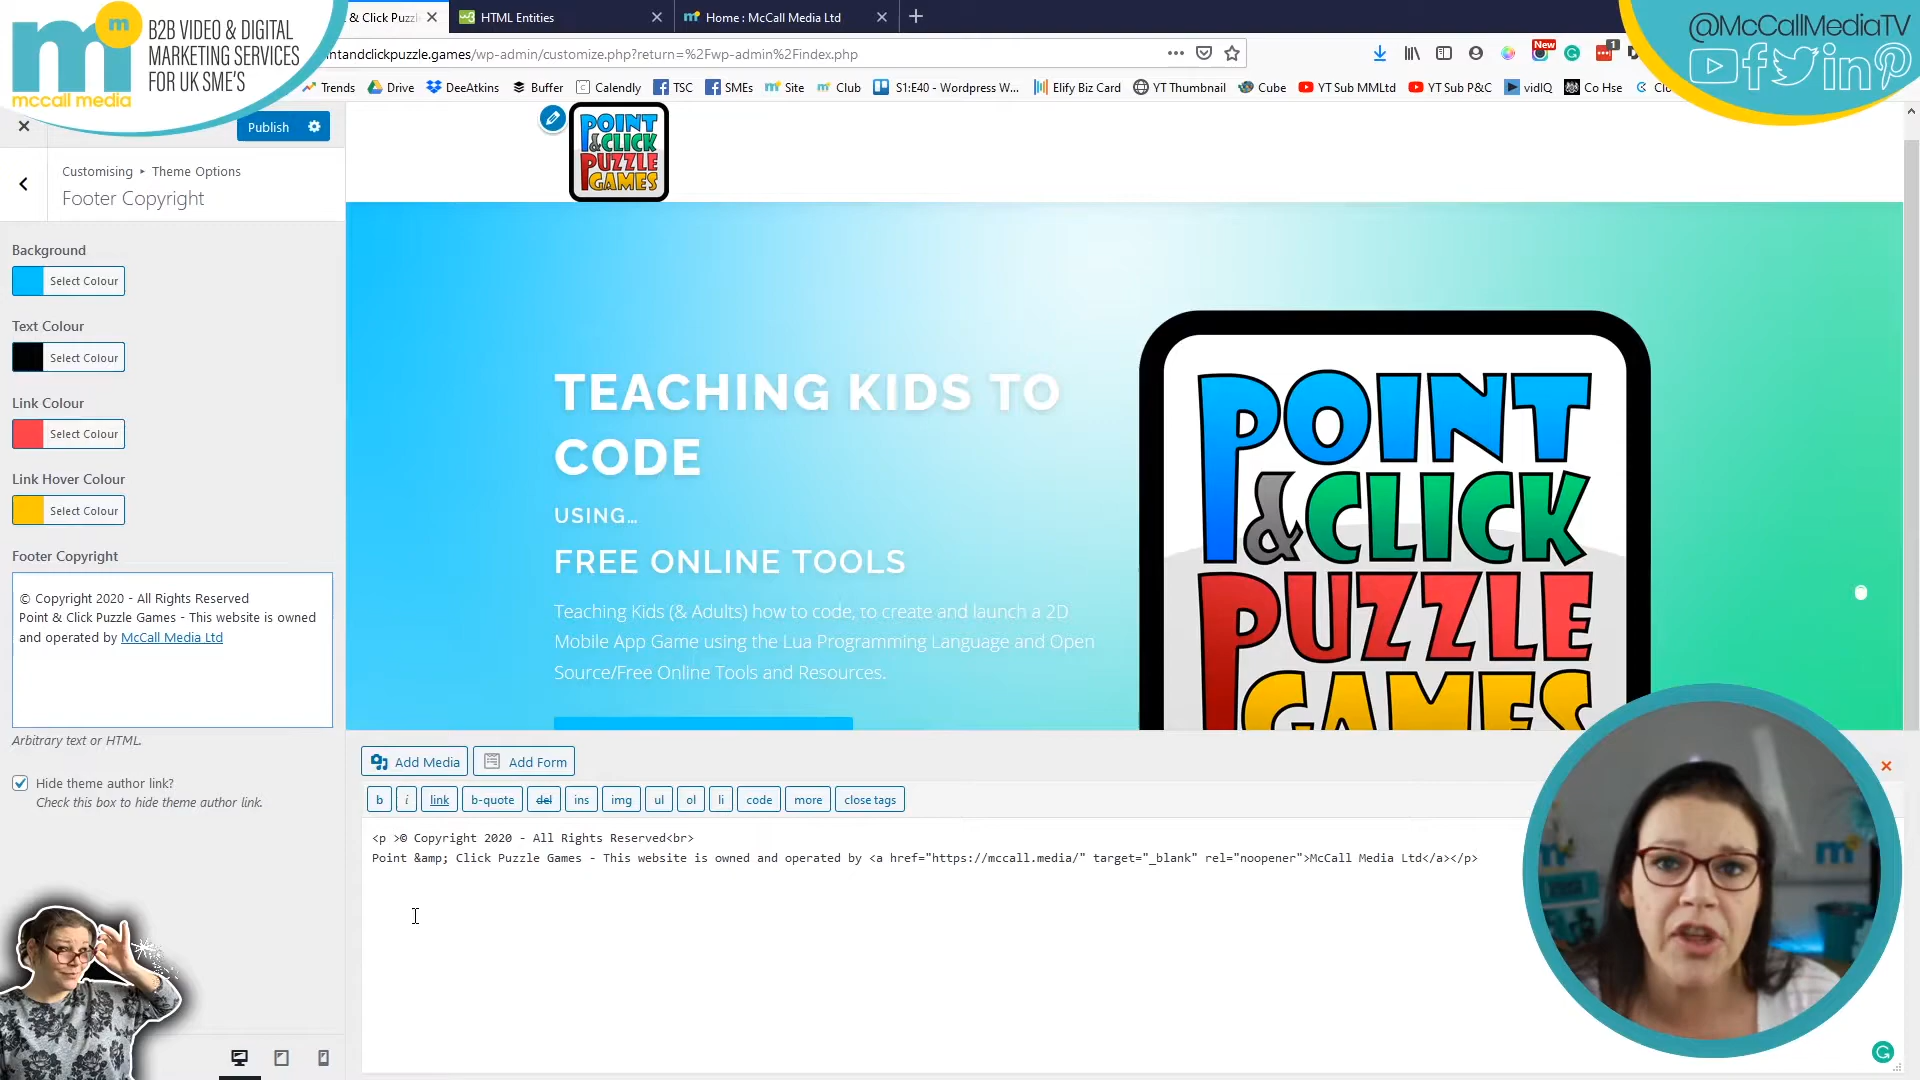 m
mccall media
B2B VIDEO & DIGITAL
MARKETING SERVICES
FOR UK SME'S
& Click Puzzl
HTML Entities
Home : McCall Media Ltd
@McCallMediaTV
ntandclickpuzzle.games/wp-admin/customize.php?return=%2Fwp-admin%2Findex.php
New
1
Trends
Drive
DeeAtkins
Buffer
Calendly
TSC
SMEs
Site
Club
S1:E40 - Wordpress W...
Elify Biz Card
YT Thumbnail
Cube
YT Sub MMLtd
YT Sub P&C
vidIQ
Co Hse
Publish
Customising ▸ Theme Options
Footer Copyright
Background
Select Colour
Text Colour
Select Colour
Link Colour
Select Colour
Link Hover Colour
Select Colour
Footer Copyright
© Copyright 2020 - All Rights Reserved
Point & Click Puzzle Games - This website is owned
and operated by McCall Media Ltd
Arbitrary text or HTML.
Hide theme author link?
Check this box to hide theme author link.
POINT
&CLICK
PUZZLE
GAMES
TEACHING KIDS TO
CODE
USING…
FREE ONLINE TOOLS
Teaching Kids (& Adults) how to code, to create and launch a 2D
Mobile App Game using the Lua Programming Language and Open
Source/Free Online Tools and Resources.
POINT
&CLICK
PUZZLE
GAMES
Add Media
Add Form
b
i
link
b-quote
del
ins
img
ul
ol
li
code
more
close tags
<p >© Copyright 2020 - All Rights Reserved<br>
Point &amp; Click Puzzle Games - This website is owned and operated by <a href="https://mccall.media/" target="_blank" rel="noopener">McCall Media Ltd</a></p>